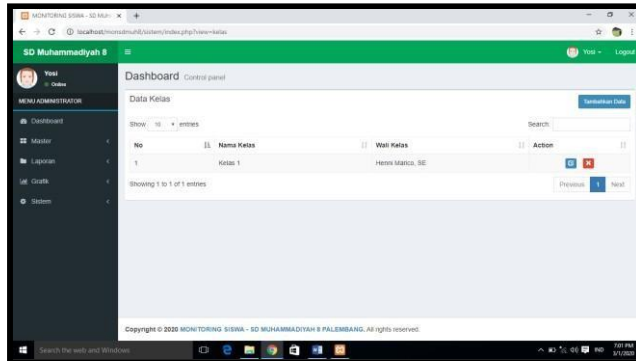 MONITORING SISWA - SD MUH
localhost/monsdmuh8/sistem/index.php?view=kelas
SD Muhammadiyah 8
Yosi
Logout
Yosi
Online
Dashboard Control panel
MENU ADMINISTRATOR
Data Kelas
Tambahkan Data
Dashboard
Show 10 entries
Search:
Master
No Nama Kelas Wali Kelas Action
Laporan
1 Kelas 1 Henni Marica, SE
Grafik
Showing 1 to 1 of 1 entries
Previous 1 Next
Sistem
Copyright © 2020 MONITORING SISWA - SD MUHAMMADIYAH 8 PALEMBANG. All rights reserved.
Search the web and Windows
IND
7:01 PM
3/1/2020